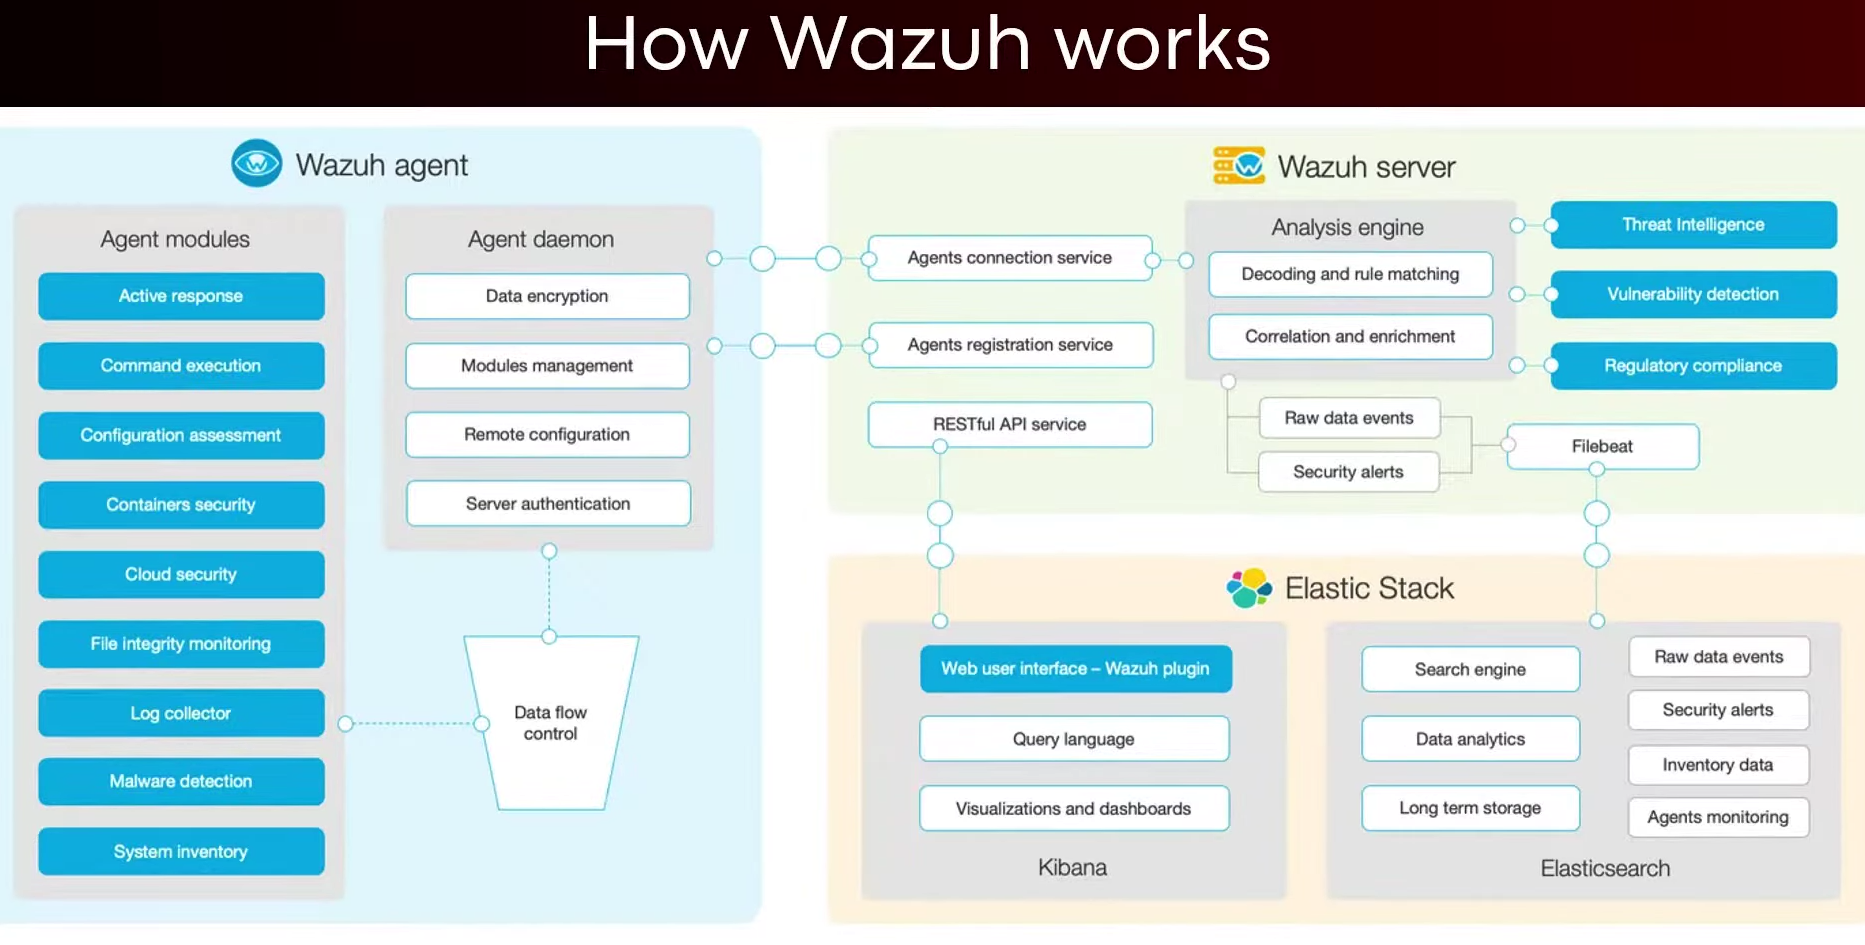 How Wazuh works
Wazuh agent
Agent modules
Active response
Command execution
Configuration assessment
Containers security
Cloud security
File integrity monitoring
Log collector
Malware detection
System inventory
Agent daemon
Data encryption
Modules management
Remote configuration
Server authentication
Data flow
control
Wazuh server
Agents connection service
Agents registration service
RESTful API service
Analysis engine
Decoding and rule matching
Correlation and enrichment
Raw data events
Security alerts
Filebeat
Threat Intelligence
Vulnerability detection
Regulatory compliance
Elastic Stack
Web user interface – Wazuh plugin
Query language
Visualizations and dashboards
Kibana
Search engine
Data analytics
Long term storage
Raw data events
Security alerts
Inventory data
Agents monitoring
Elasticsearch